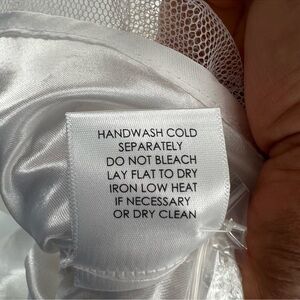 HANDWASH COLD
SEPARATELY
DO NOT BLEACH
LAY FLAT TO DRY
IRON LOW HEAT
IF NECESSARY
OR DRY CLEAN